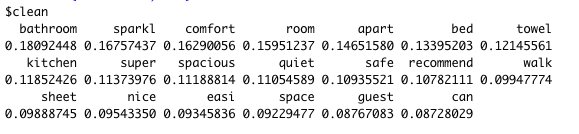 $clean
bathroom sparkl comfort room apart bed towel
0.18092448 0.16757437 0.16290056 0.15951237 0.14651580 0.13395203 0.12145561
kitchen super spacious quiet safe recommend walk
0.11852426 0.11373976 0.11188814 0.11054589 0.10935521 0.10782111 0.09947774
sheet nice easi space guest can
0.09888745 0.09543350 0.09345836 0.09229477 0.08767083 0.08728029